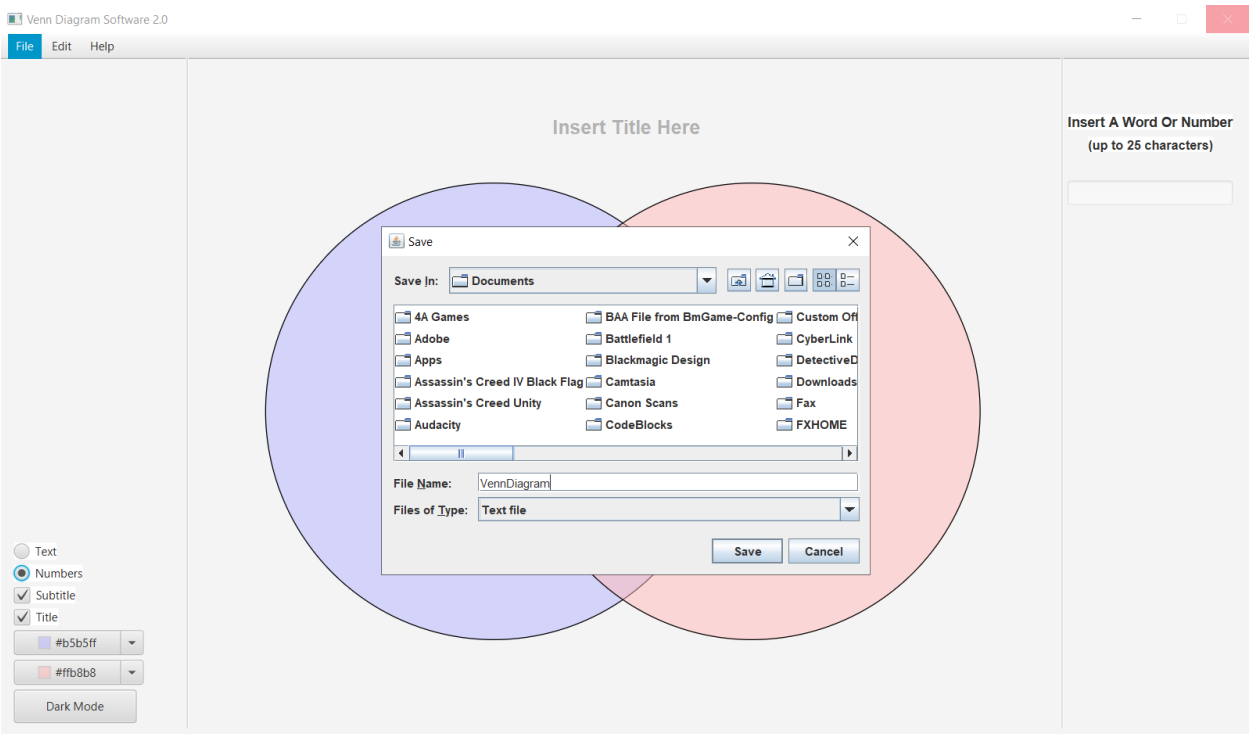 Venn Diagram Software 2.0
File Edit Help
Insert Title Here
Insert A Word Or Number
(up to 25 characters)
Save
Save In: Documents
4A Games BAA File from BmGame-Config Custom Off
Adobe Battlefield 1 CyberLink
Apps Blackmagic Design DetectiveD
Assassin's Creed IV Black Flag Camtasia Downloads
Assassin's Creed Unity Canon Scans Fax
Audacity CodeBlocks FXHOME
File Name: VennDiagram
Files of Type: Text file
Save Cancel
Text
Numbers
Subtitle
Title
#b5b5ff
#ffb8b8
Dark Mode